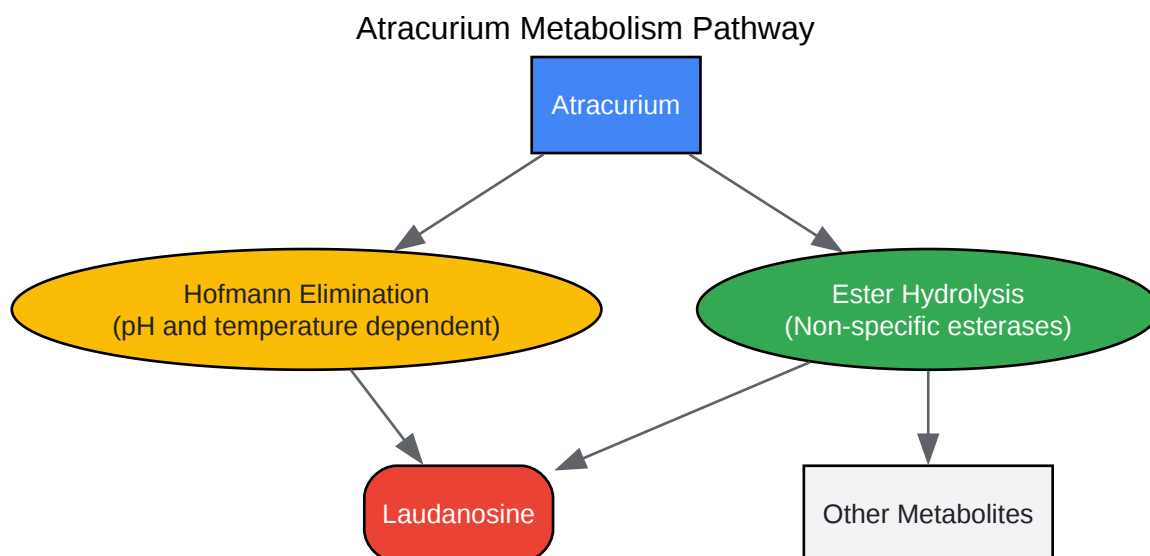 Atracurium Metabolism Pathway
Atracurium
Hofmann Elimination
(pH and temperature dependent)
Ester Hydrolysis
(Non-specific esterases)
Laudanosine
Other Metabolites